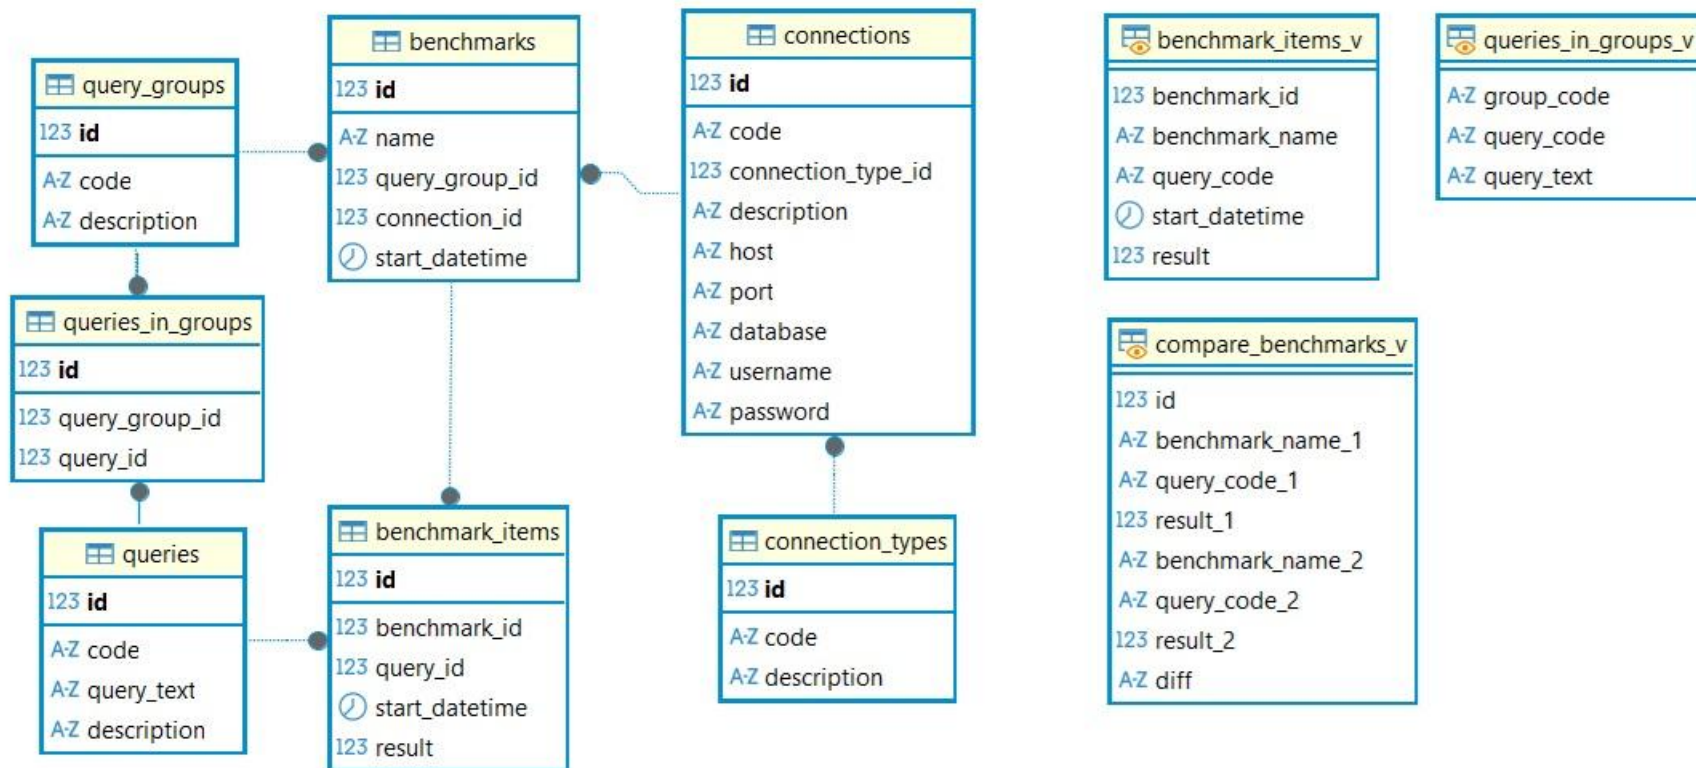 query_groups
123 id
A-Z code
A-Z description
queries_in_groups
123 id
123 query_group_id
123 query_id
queries
123 id
A-Z code
A-Z query_text
A-Z description
benchmarks
123 id
A-Z name
123 query_group_id
123 connection_id
start_datetime
benchmark_items
123 id
123 benchmark_id
123 query_id
start_datetime
123 result
connections
123 id
A-Z code
123 connection_type_id
A-Z description
A-Z host
A-Z port
A-Z database
A-Z username
A-Z password
connection_types
123 id
A-Z code
A-Z description
benchmark_items_v
123 benchmark_id
A-Z benchmark_name
A-Z query_code
start_datetime
123 result
compare_benchmarks_v
123 id
A-Z benchmark_name_1
A-Z query_code_1
123 result_1
A-Z benchmark_name_2
A-Z query_code_2
123 result_2
A-Z diff
queries_in_groups_v
A-Z group_code
A-Z query_code
A-Z query_text